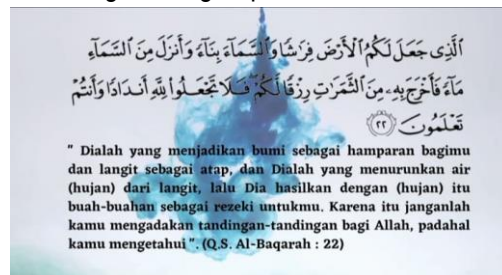 الَّذِي جَعَلَ لَكُمُ الْأَرْضَ فِرَاشًا وَالسَّمَاءَ بِنَاءً وَأَنزَلَ مِنَ السَّمَاءِ
مَاءً فَأَخْرَجَ بِهِ مِنَ الثَّمَرَاتِ رِزْقًا لَّكُمْ فَلَا تَجْعَلُوا لِلَّهِ أَندَادًا وَأَنتُمْ
تَعْلَمُونَ ٢٢
" Dialah yang menjadikan bumi sebagai hamparan bagimu
dan langit sebagai atap, dan Dialah yang menurunkan air
(hujan) dari langit, lalu Dia hasilkan dengan (hujan) itu
buah-buahan sebagai rezeki untukmu. Karena itu janganlah
kamu mengadakan tandingan-tandingan bagi Allah, padahal
kamu mengetahui ". (Q.S. Al-Baqarah : 22)